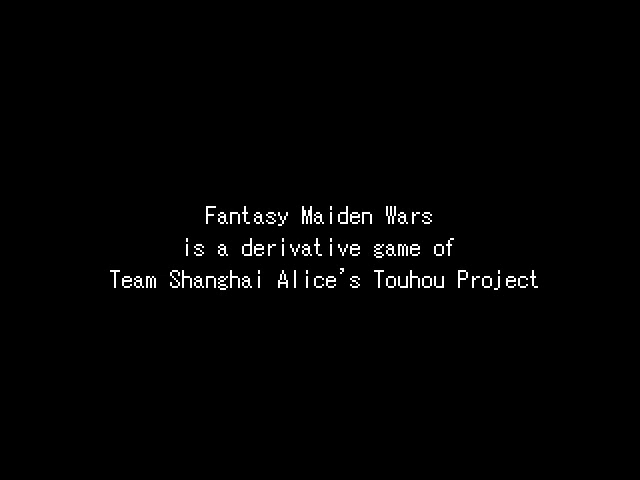 Fantasy Maiden Wars
is a derivative game of
Team Shanghai Alice's Touhou Project